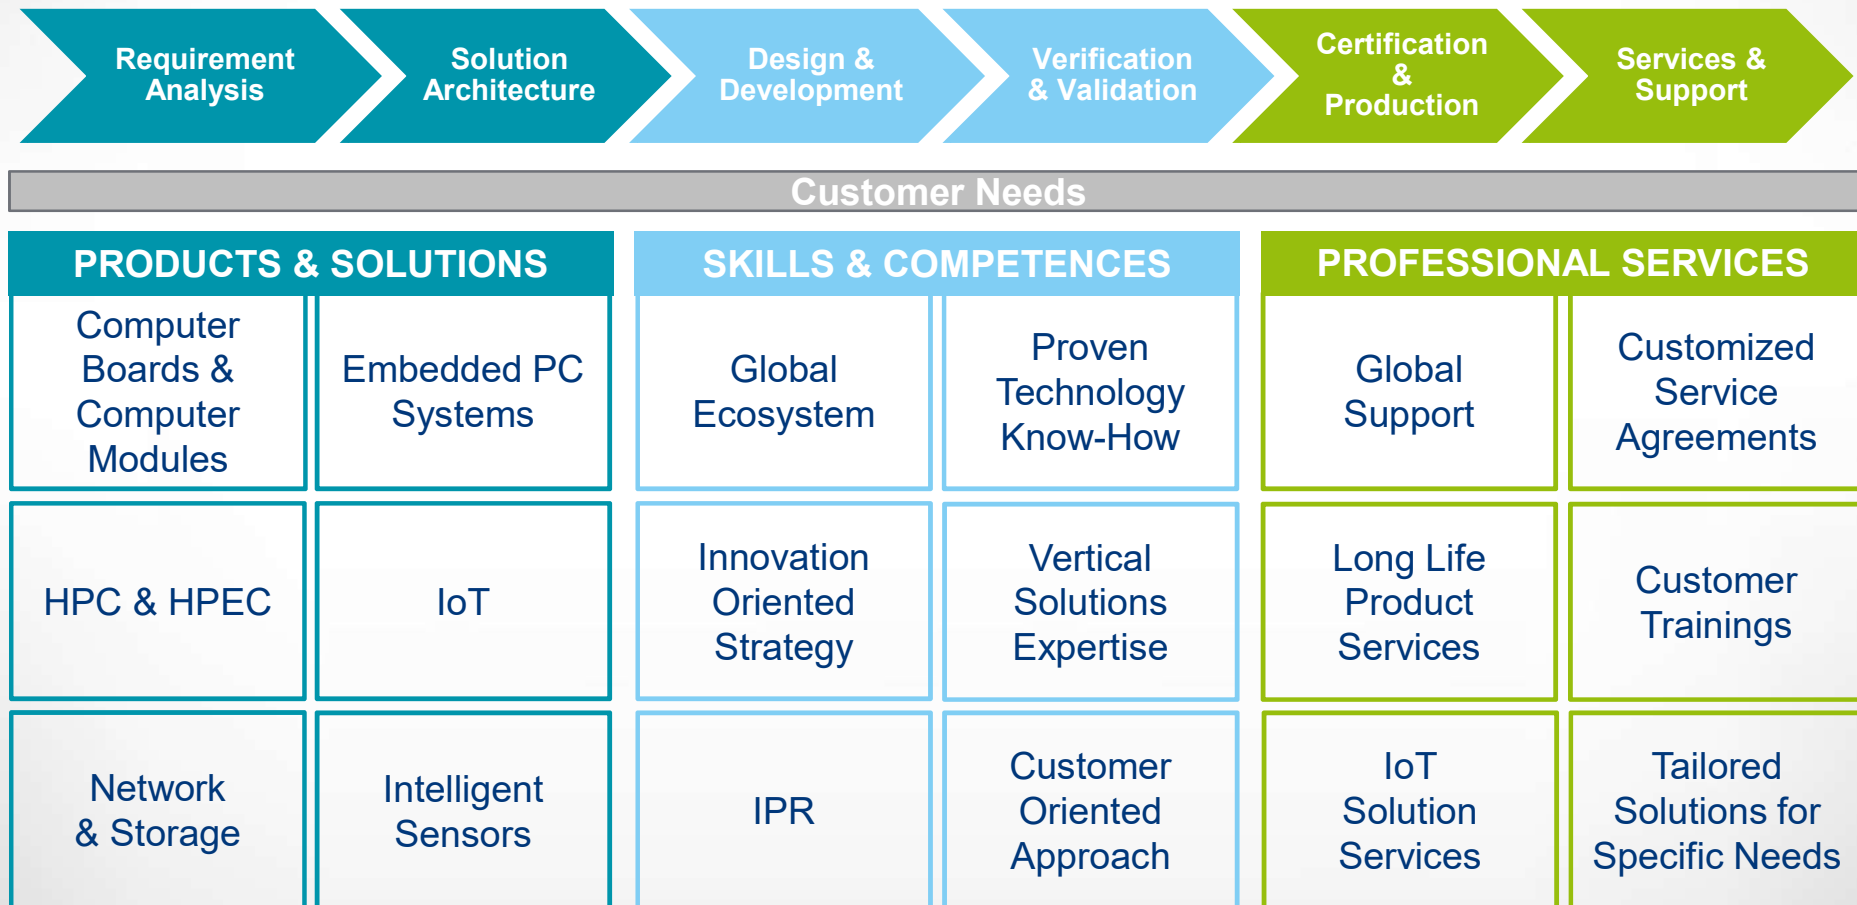 Requirement
Analysis
Solution
Architecture
Design &
Development
Verification
& Validation
Certification
&
Production
Services &
Support
Customer Needs
PRODUCTS & SOLUTIONS
SKILLS & COMPETENCES
PROFESSIONAL SERVICES
Computer
Boards &
Computer
Modules
Embedded PC
Systems
Global
Ecosystem
Proven
Technology
Know-How
Global
Support
Customized
Service
Agreements
HPC & HPEC
IoT
Innovation
Oriented
Strategy
Vertical
Solutions
Expertise
Long Life
Product
Services
Customer
Trainings
Network
& Storage
Intelligent
Sensors
IPR
Customer
Oriented
Approach
IoT
Solution
Services
Tailored
Solutions for
Specific Needs